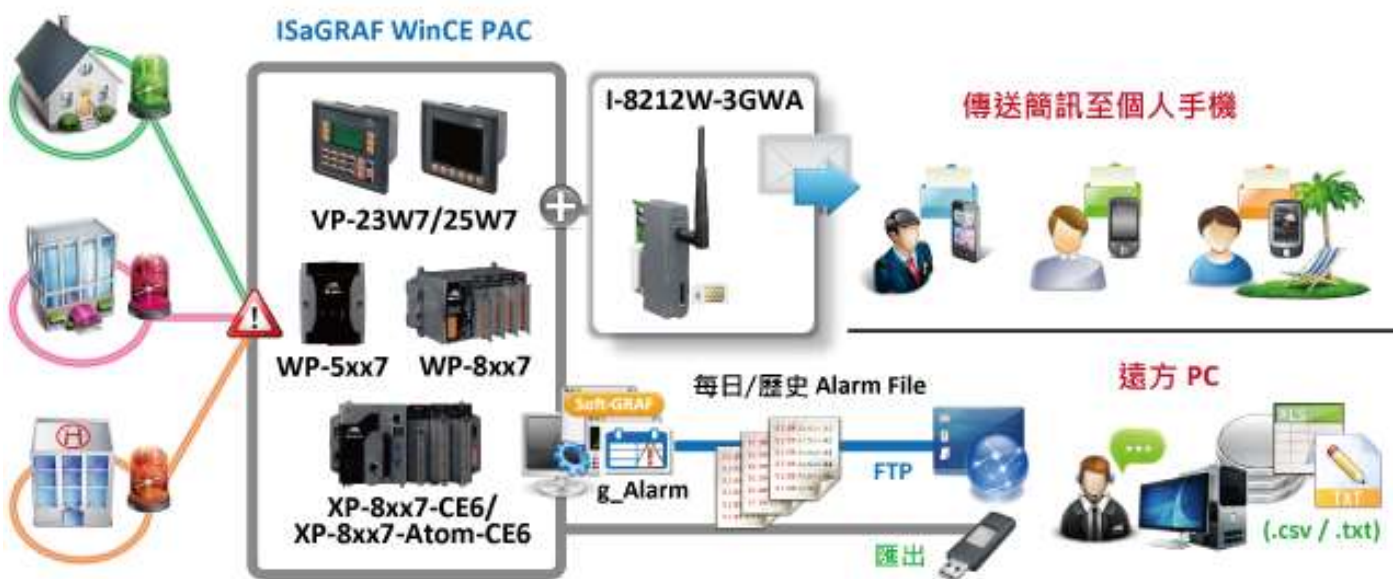 ISaGRAF WinCE PAC
VP-23W7/25W7
WP-5xx7
WP-8xx7
XP-8xx7-CE6/
XP-8xx7-Atom-CE6
I-8212W-3GWA
傳送簡訊至個人手機
Soft-GRAF
g_Alarm
每日/歷史 Alarm File
FTP
匯出
遠方 PC
XLS
TXT
(.csv / .txt)
H